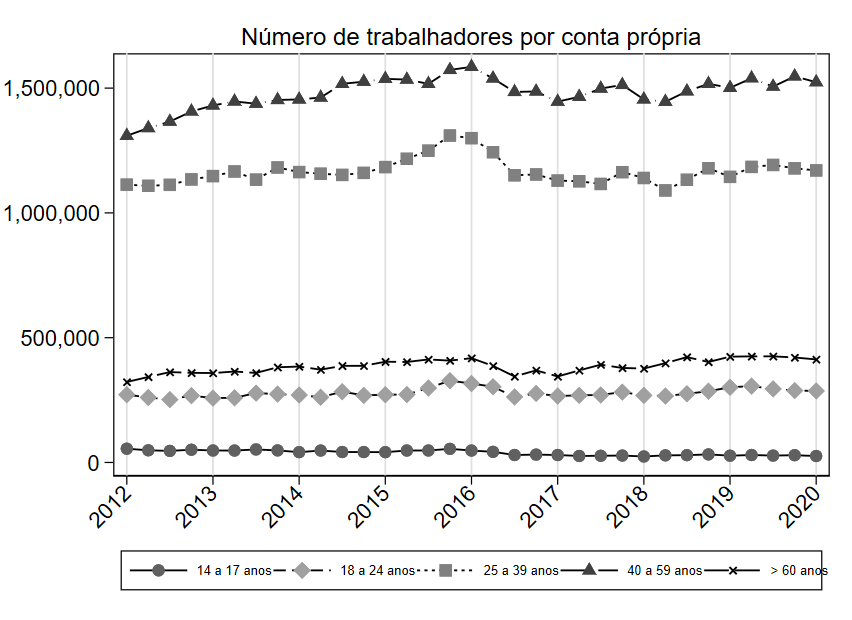 Número de trabalhadores por conta própria
1,500,000
1,000,000
500,000
0
2012 2013 2014 2015 2016 2017 2018 2019 2020
14 a 17 anos 18 a 24 anos 25 a 39 anos 40 a 59 anos > 60 anos